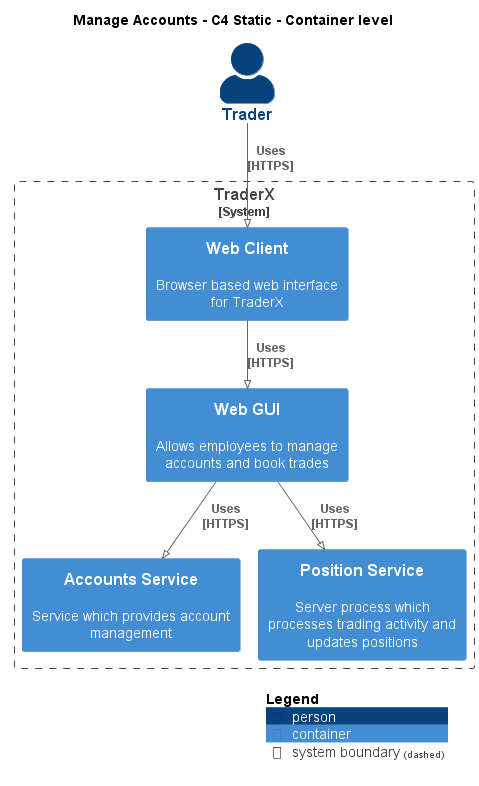 Manage Accounts - C4 Static - Container level
Trader
Uses
[HTTPS]
TraderX
[System]
Web Client
Browser based web interface
for TraderX
Uses
[HTTPS]
Web GUI
Allows employees to manage
accounts and book trades
Uses
[HTTPS]
Uses
[HTTPS]
Accounts Service
Service which provides account
management
Position Service
Server process which
processes trading activity and
updates positions
Legend
person
container
system boundary (dashed)